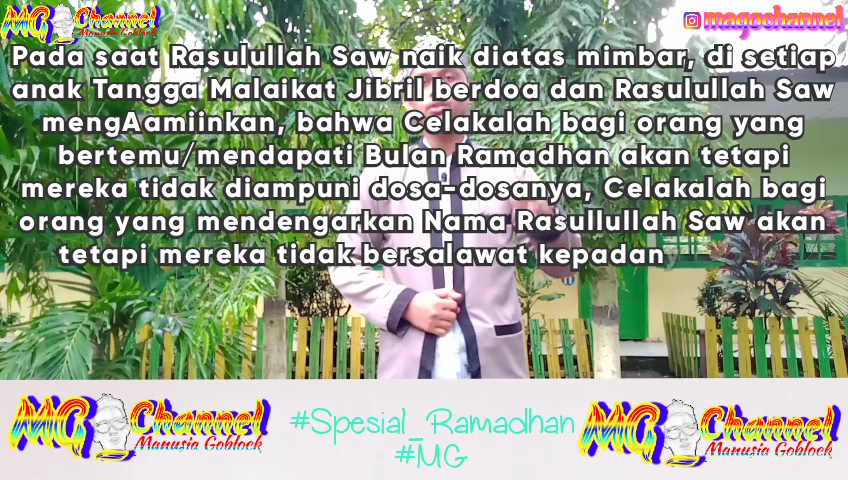 MG Channel
Manusia Goblock
magochannel
Pada saat Rasulullah Saw naik diatas mimbar, di setiap
anak Tangga Malaikat Jibril berdoa dan Rasulullah Saw
mengAamiinkan, bahwa Celakalah bagi orang yang
bertemu/mendapati Bulan Ramadhan akan tetapi
mereka tidak diampuni dosa-dosanya, Celakalah bagi
orang yang mendengarkan Nama Rasullullah Saw akan
tetapi mereka tidak bersalawat kepadan
MG Channel
Manusia Goblock
#Spesial_Ramadhan
#MG
MG Channel
Manusia Goblock